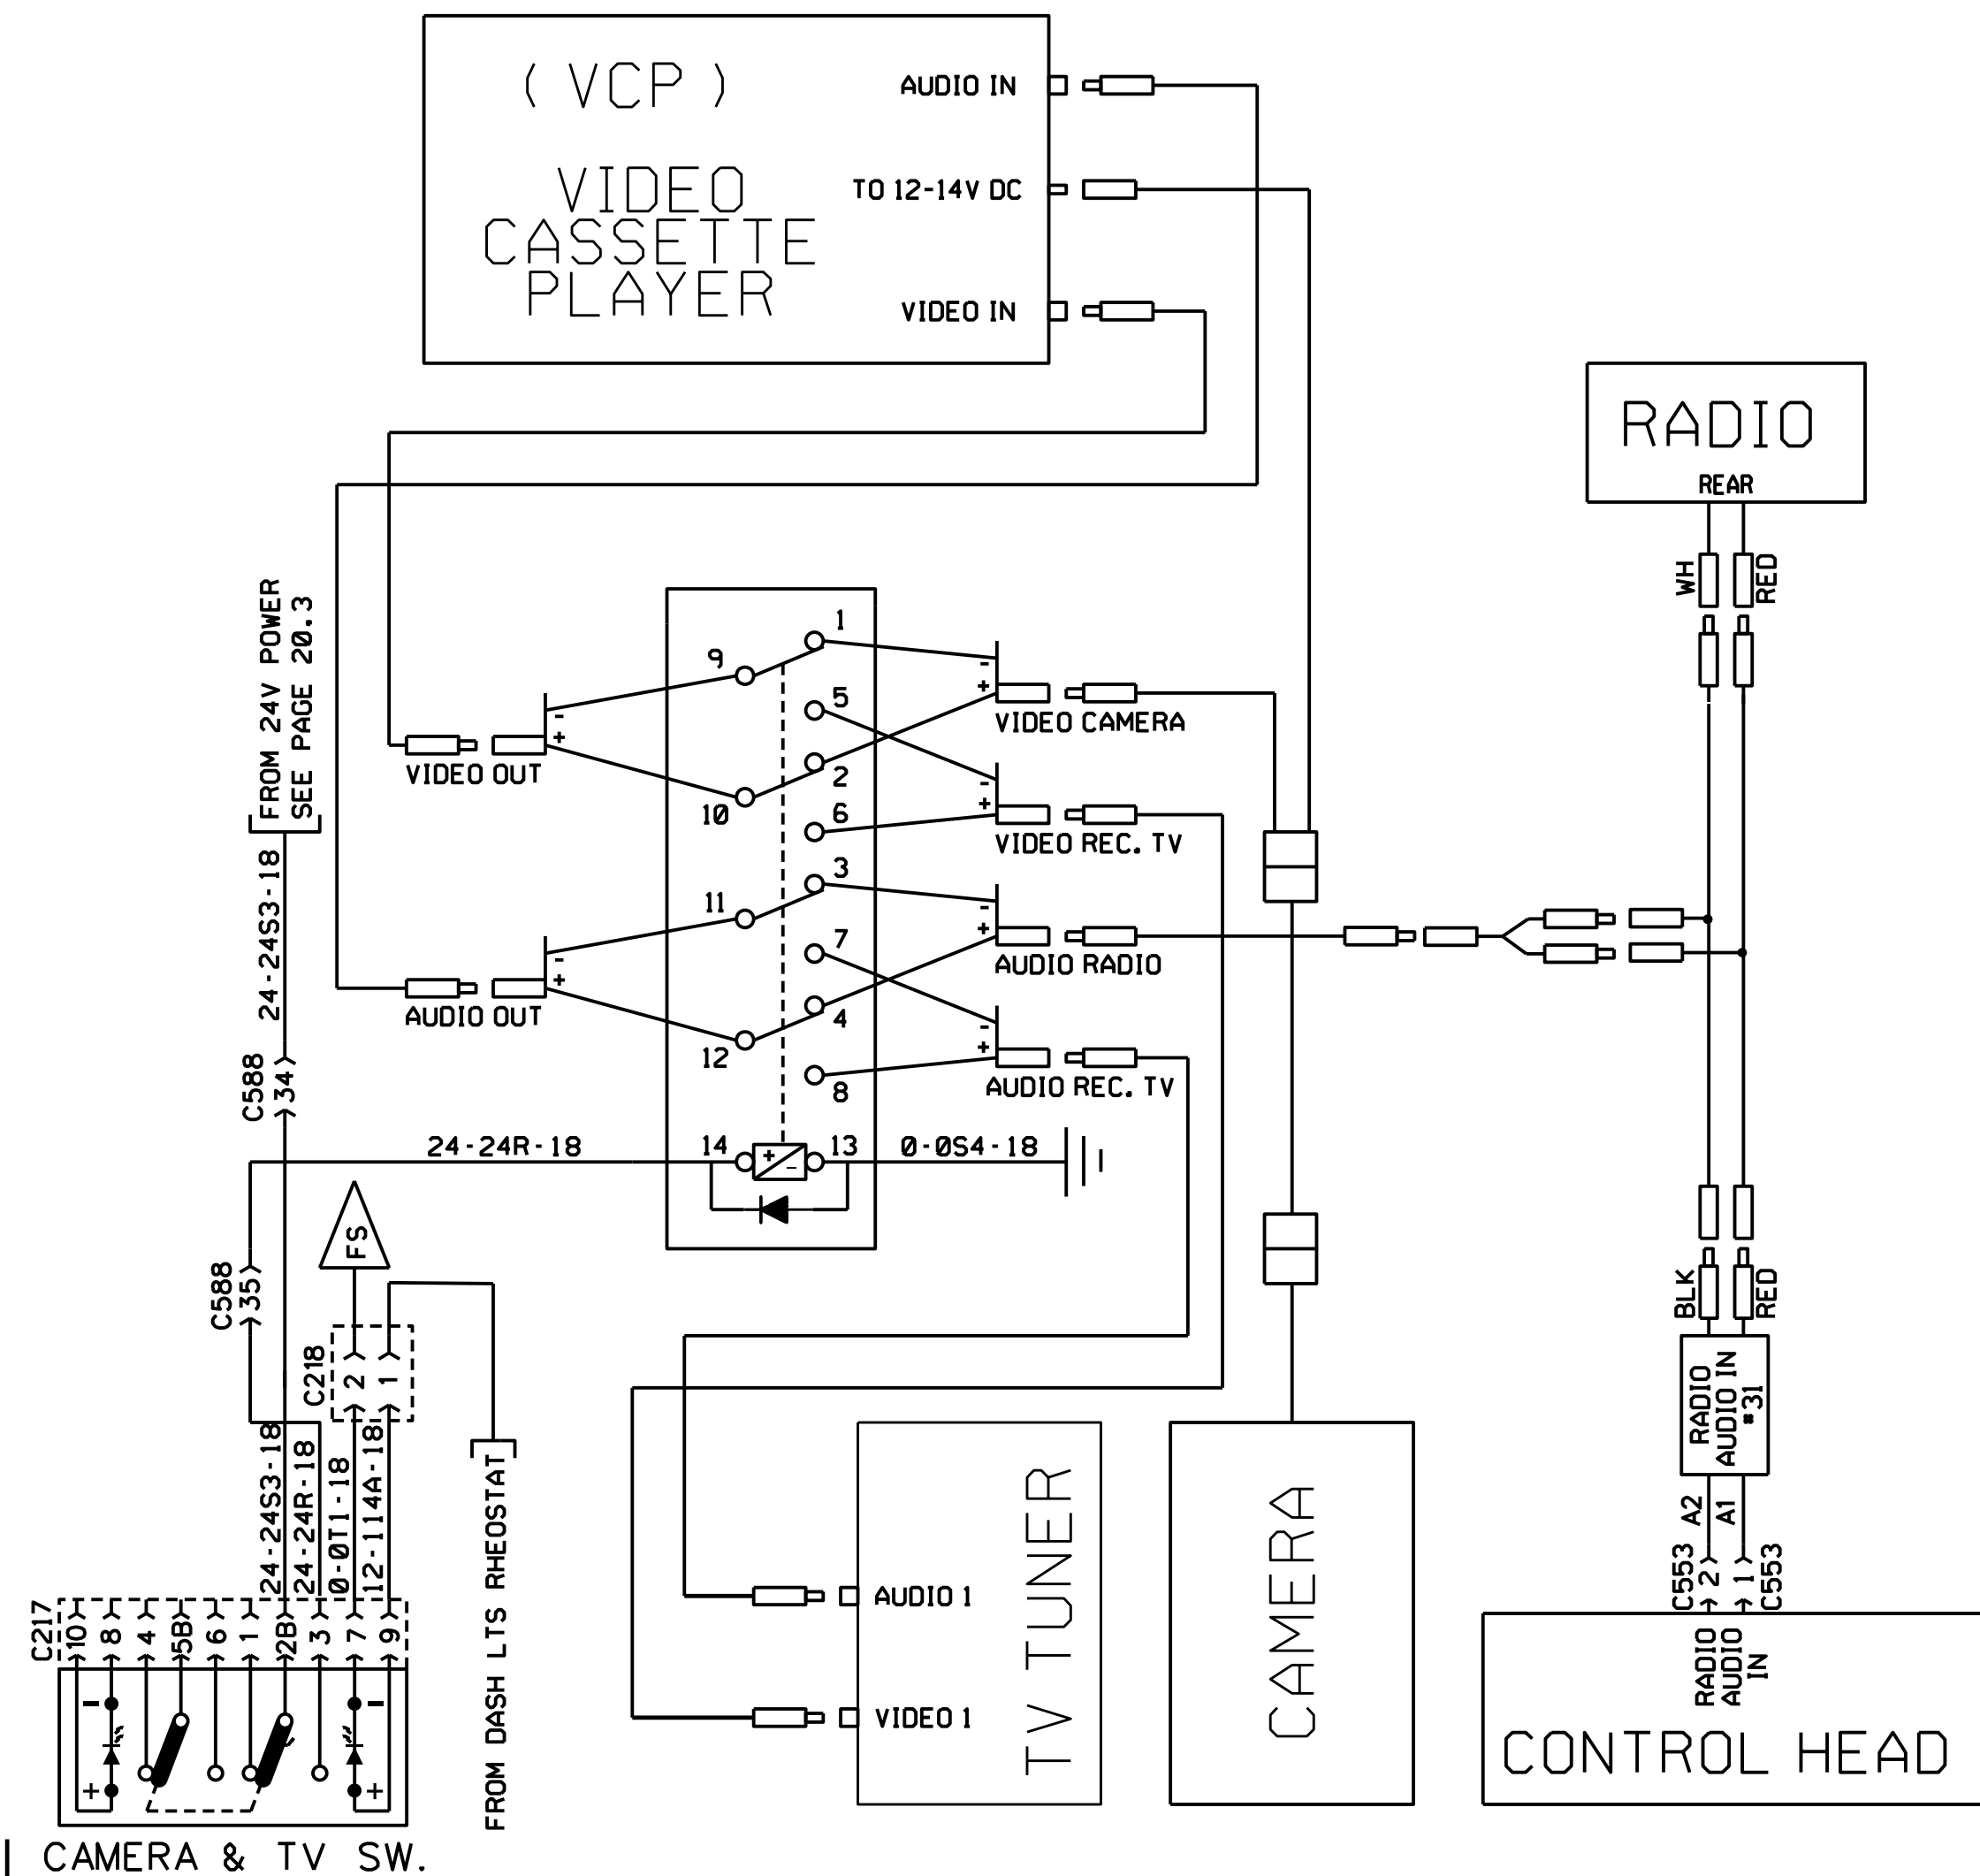 ( VCP )
VIDEO
CASSETTE
PLAYER
AUDIO IN
TO 12-14V DC
VIDEO IN
RADIO
REAR
WH
RED
FROM 24V POWER
SEE PAGE 20.3
24-24S3-18
C588
34
9
1
5
10
2
6
11
3
7
12
4
8
14
13
-
+
VIDEO OUT
-
+
AUDIO OUT
-
+
VIDEO CAMERA
-
+
VIDEO REC. TV
-
+
AUDIO RADIO
-
+
AUDIO REC. TV
24-24R-18
+
-
0-0S4-18
FS
C588
35
C218
2
1
24-24S3-18
24-24R-18
0-0T1-18
12-114A-18
FROM DASH LTS RHEOSTAT
C217
10
8
4
5B
6
1
2B
3
7
9
-
+
-
+
CAMERA & TV SW.
AUDIO 1
VIDEO 1
TV TUNER
CAMERA
BLK
RED
RADIO
AUDIO IN
#31
A2
A1
C553
2
1
C553
RADIO
AUDIO
IN
CONTROL HEAD